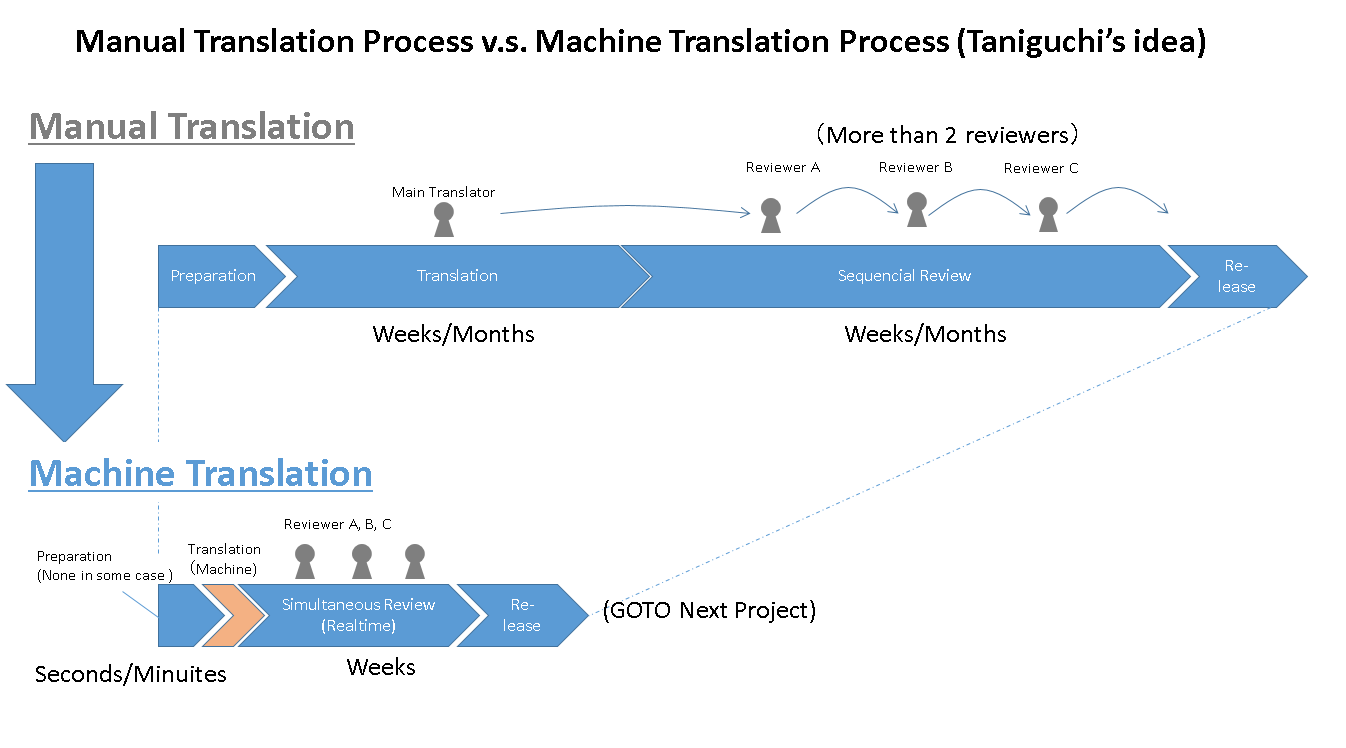 Manual Translation Process v.s. Machine Translation Process (Taniguchi's idea)
Manual Translation
（More than 2 reviewers）
Reviewer A
Reviewer B
Reviewer C
Main Translator
Preparation
Translation
Sequencial Review
Re-
lease
Weeks/Months
Weeks/Months
Machine Translation
Reviewer A, B, C
Preparation
(None in some case )
Translation
（Machine)
Simultaneous Review
(Realtime)
Re-
lease
(GOTO Next Project)
Seconds/Minuites
Weeks